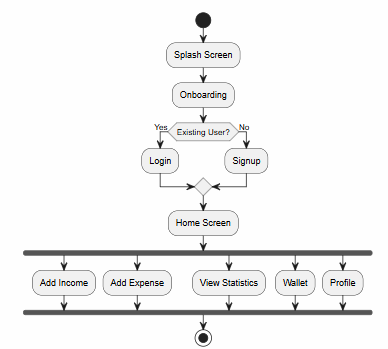 Splash Screen
Onboarding
Yes
Existing User?
No
Login
Signup
Home Screen
Add Income
Add Expense
View Statistics
Wallet
Profile